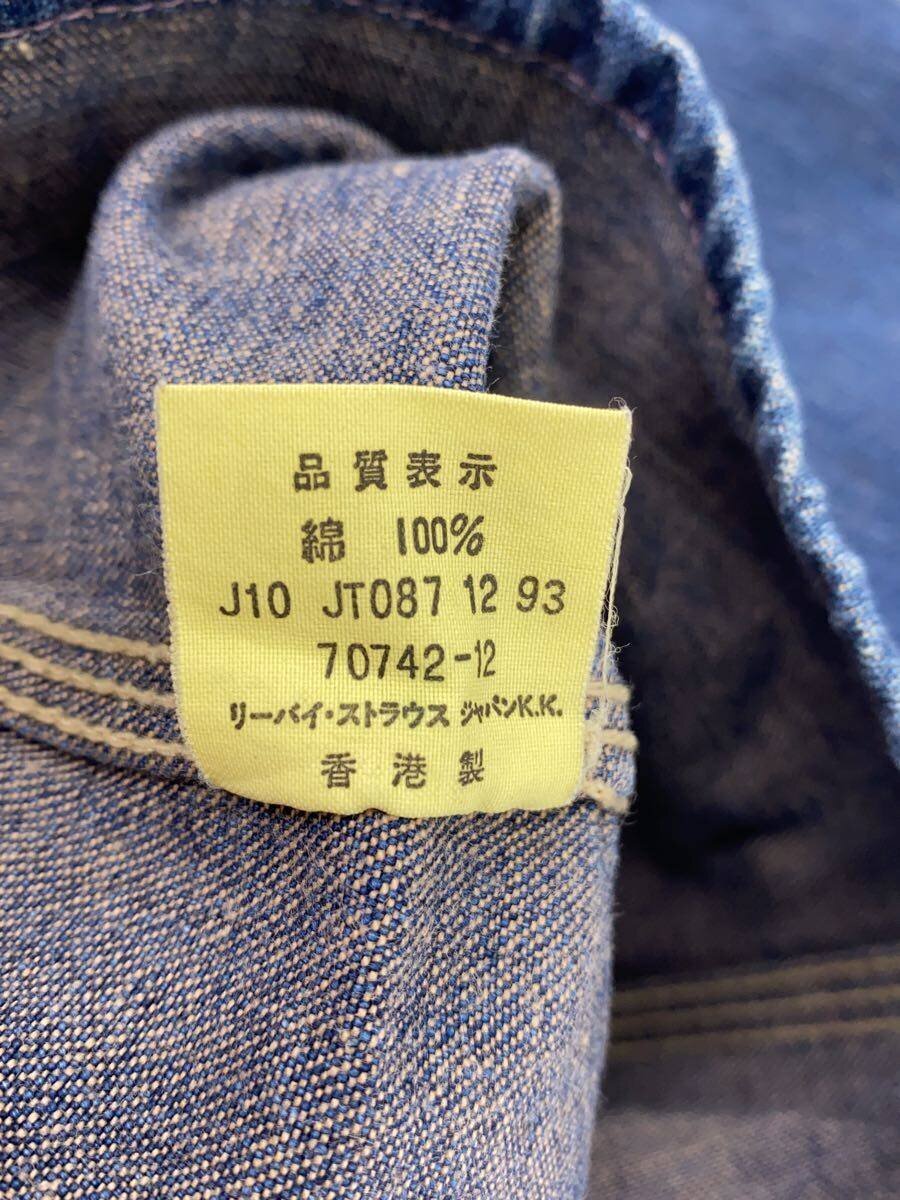 品質表示
綿 100%
J10 JT087 12 93
70742-12
リーバイ・ストラウス ジャパンK.K.
香港製